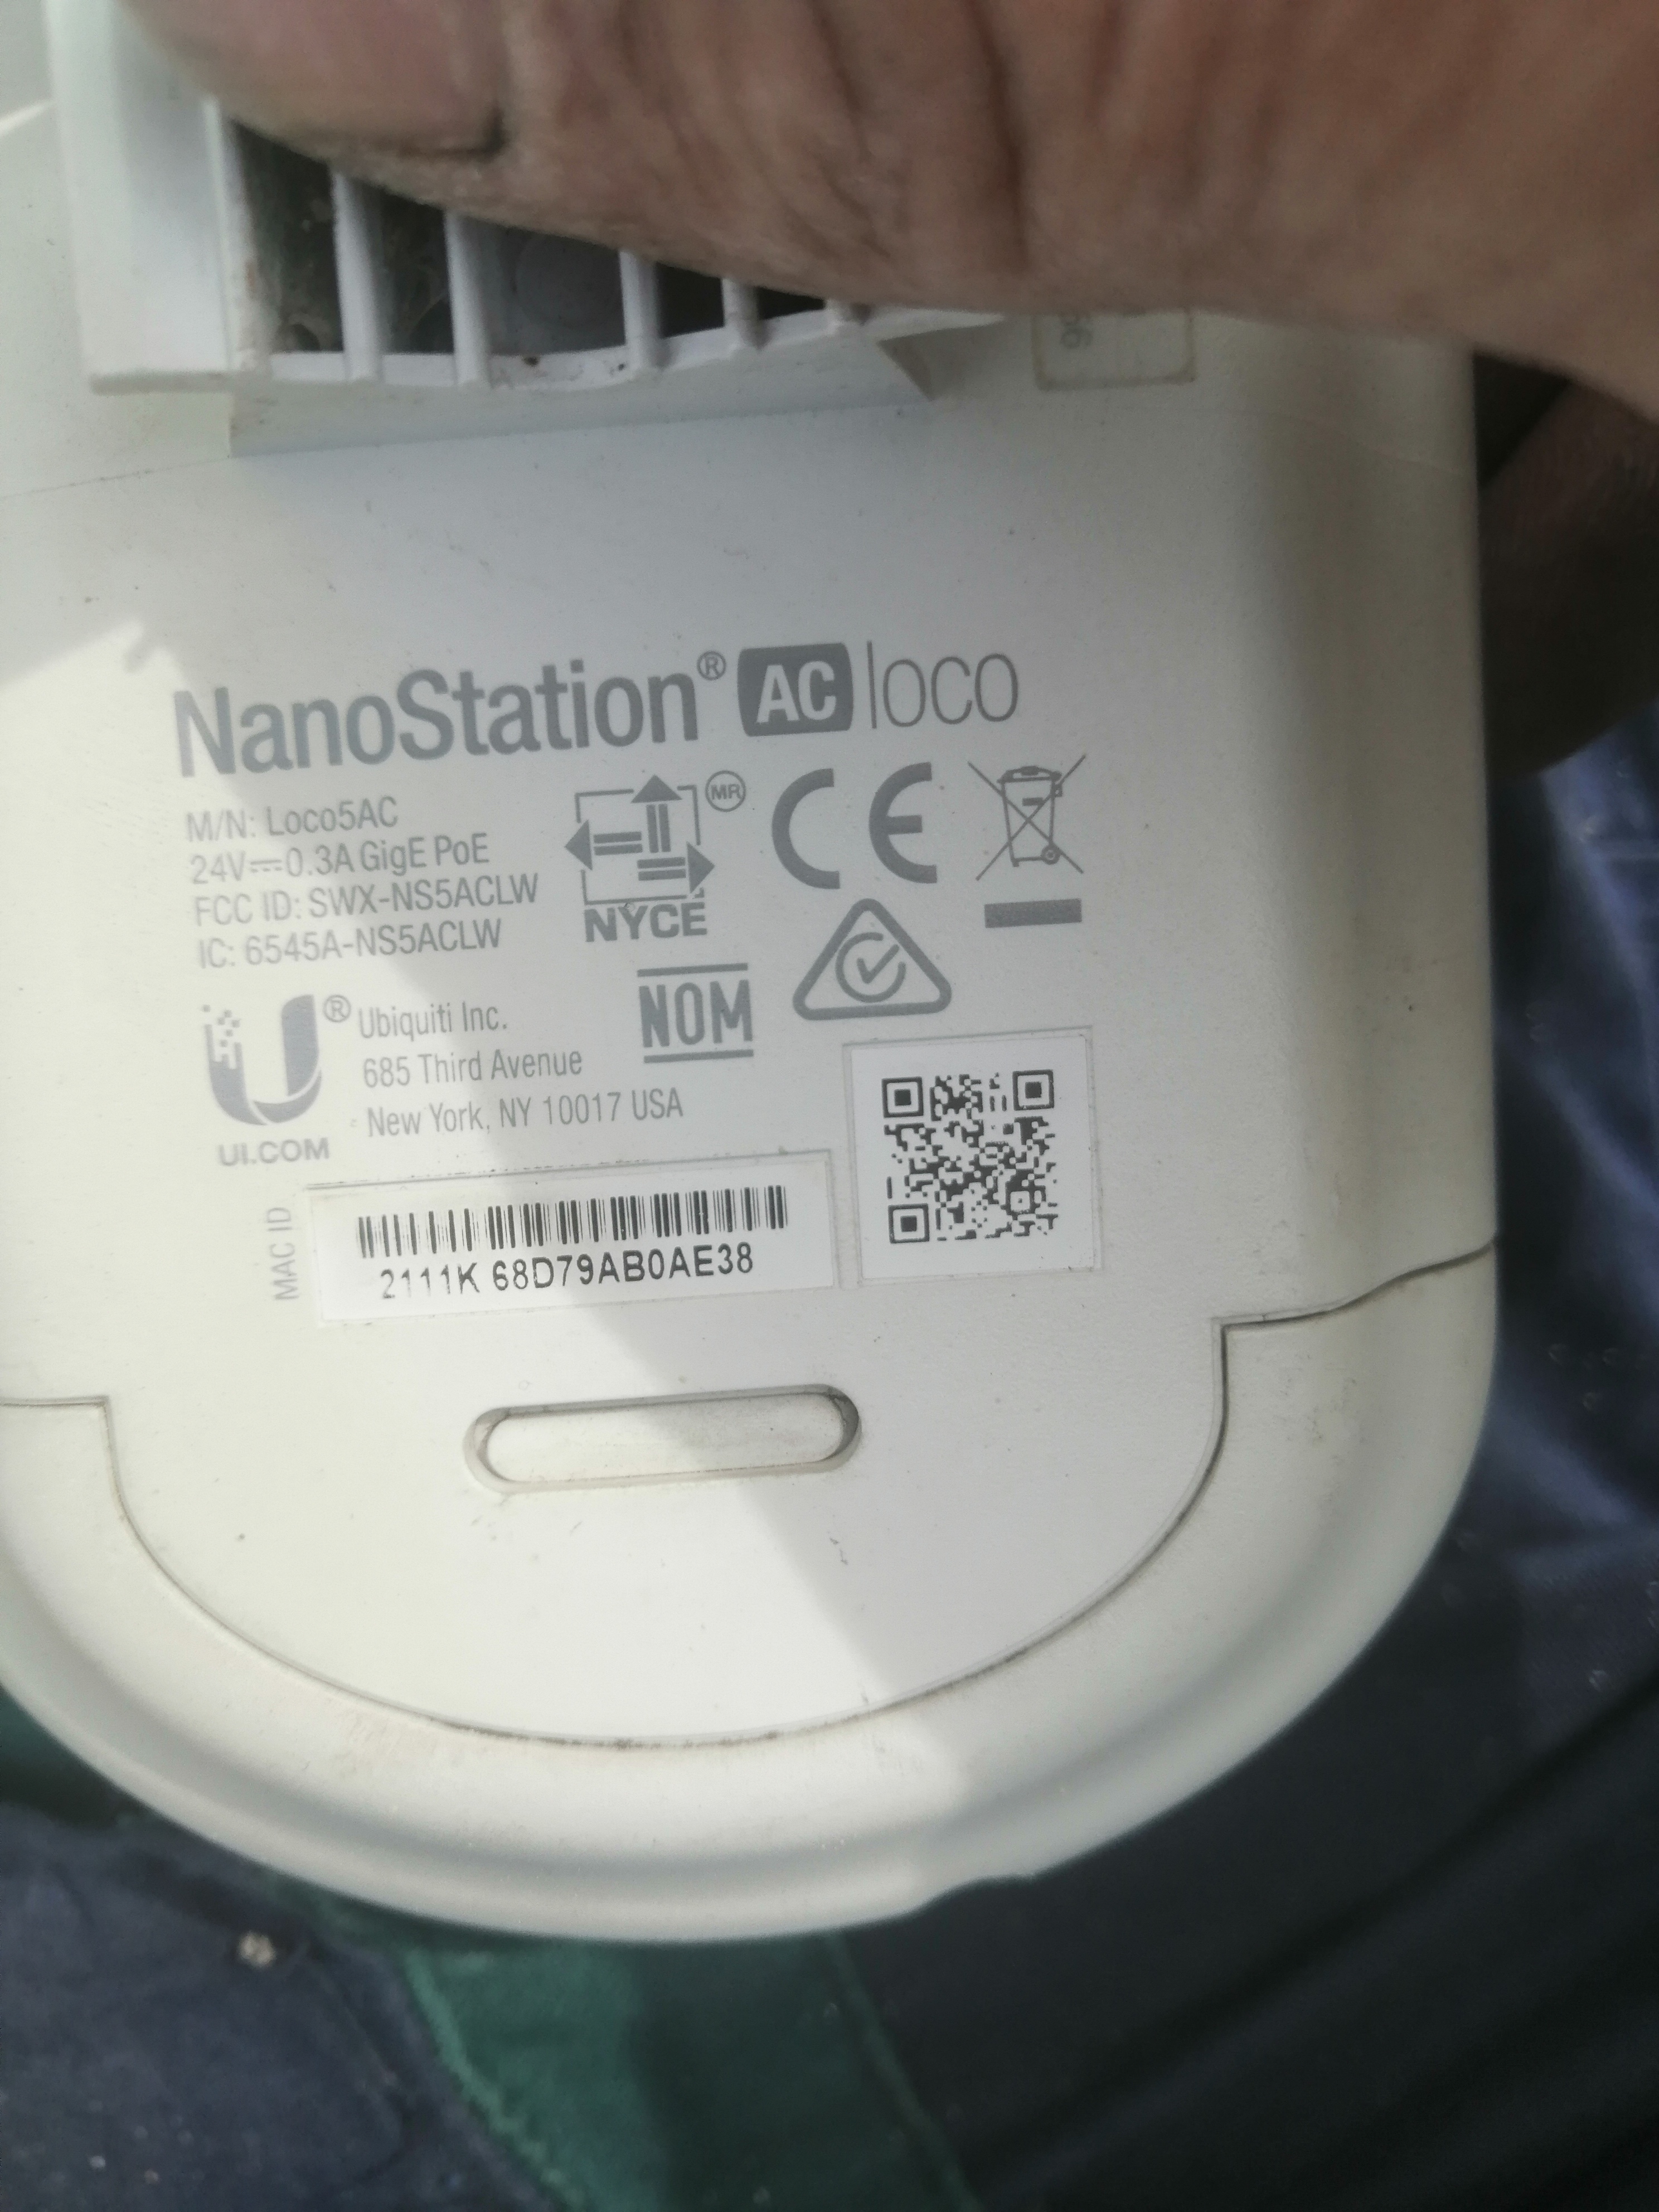 NanoStation® AC loco
M/N: Loco5AC
24V⎓0.3A GigE PoE
FCC ID: SWX-NS5ACLW
IC: 6545A-NS5ACLW
MR
NYCE
CE
NOM
® Ubiquiti Inc.
685 Third Avenue
New York, NY 10017 USA
UI.COM
MAC ID
2111K 68D79AB0AE38